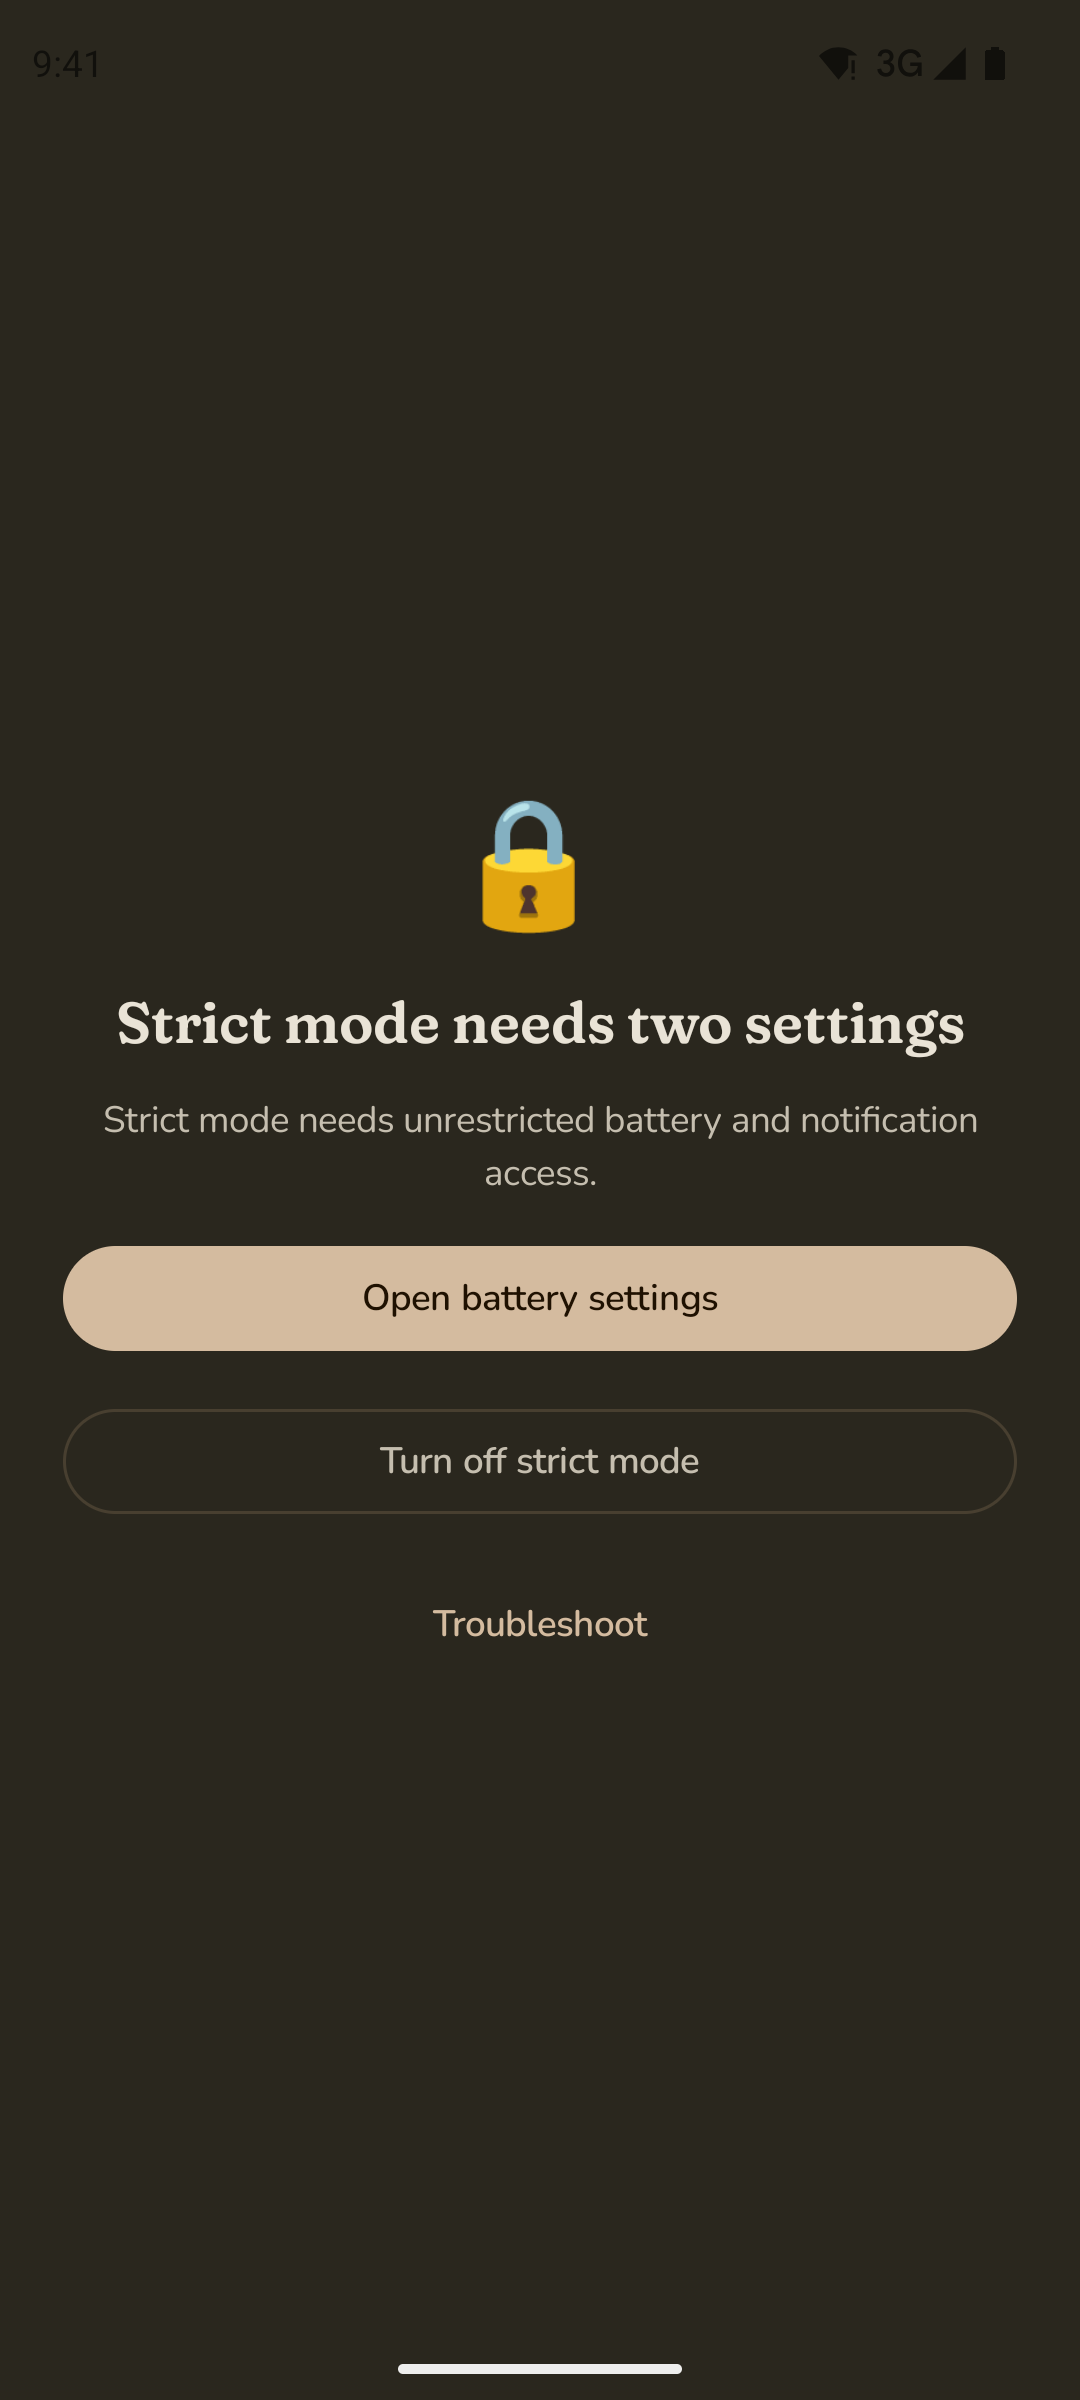 9:41
3G
Strict mode needs two settings
Strict mode needs unrestricted battery and notification
access.
Open battery settings
Turn off strict mode
Troubleshoot